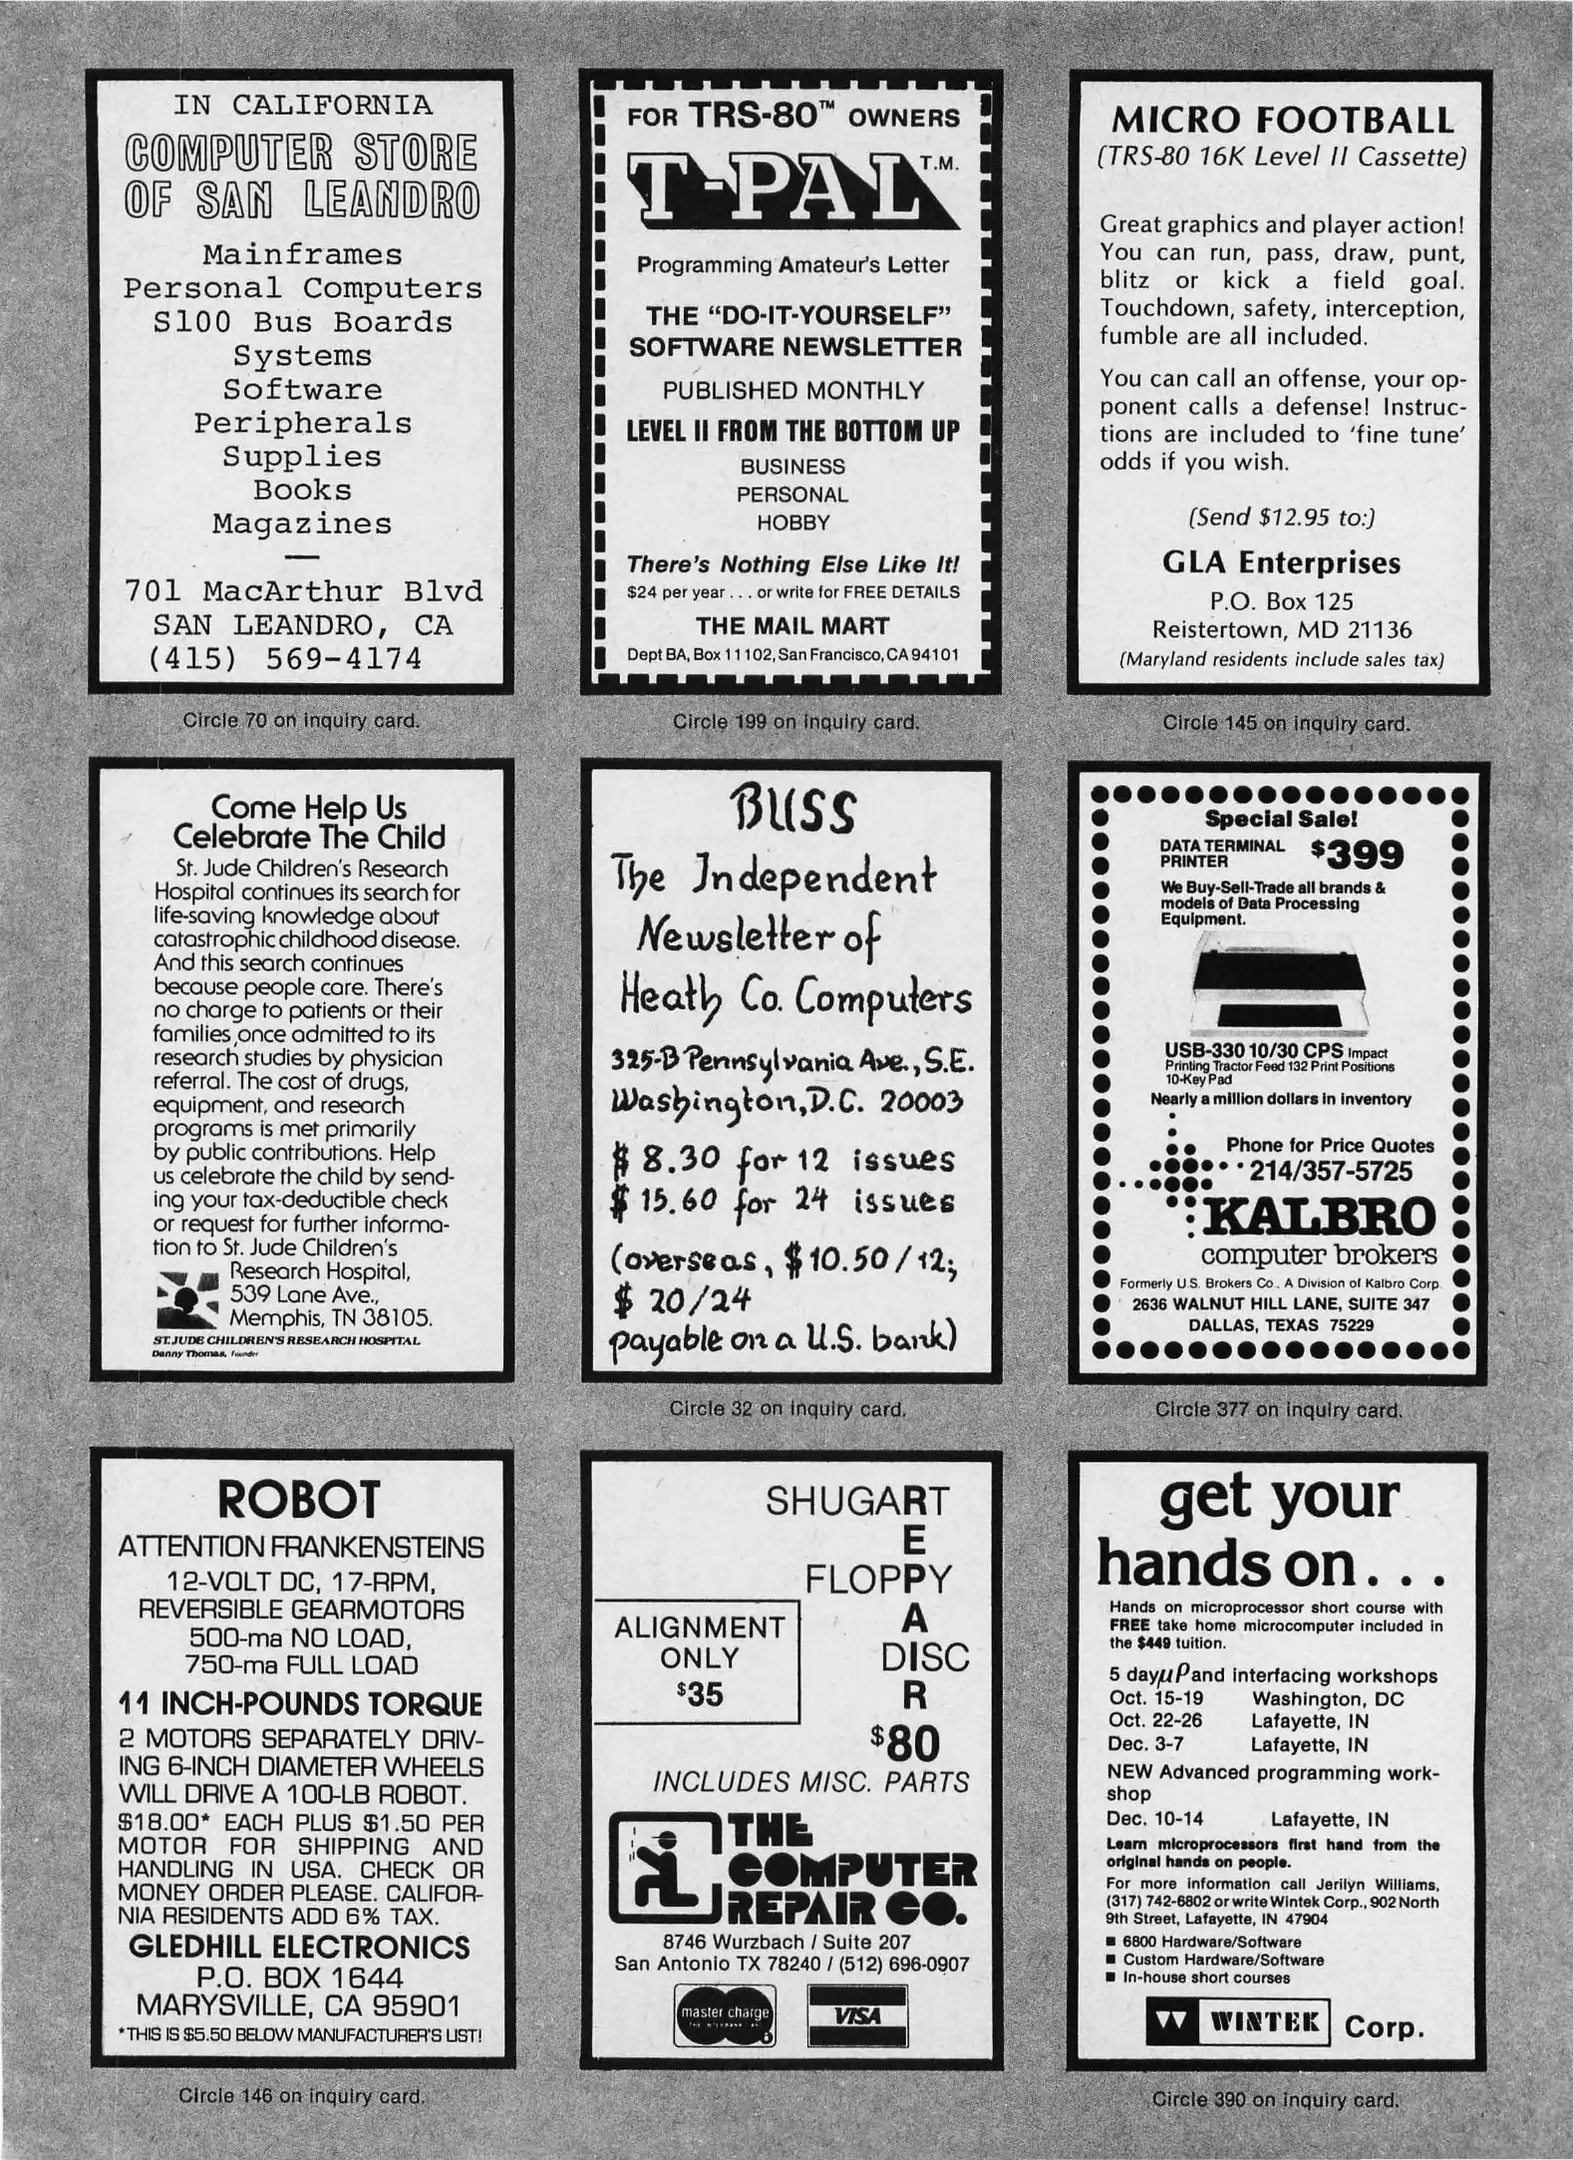 IN CALIFORNIA
COMPUTER STORE
OF SAN LEANDRO
Mainframes
Personal Computers
S100 Bus Boards
Systems
Software
Peripherals
Supplies
Books
Magazines
701 MacArthur Blvd
SAN LEANDRO, CA
(415) 569-4174
Circle 70 on inquiry card.
FOR TRS-80™ OWNERS
T-PAL T.M.
Programming Amateur's Letter
THE "DO-IT-YOURSELF"
SOFTWARE NEWSLETTER
PUBLISHED MONTHLY
LEVEL II FROM THE BOTTOM UP
BUSINESS
PERSONAL
HOBBY
There's Nothing Else Like It!
$24 per year . . . or write for FREE DETAILS
THE MAIL MART
Dept BA, Box 11102, San Francisco, CA 94101
Circle 199 on inquiry card.
MICRO FOOTBALL
(TRS-80 16K Level II Cassette)
Great graphics and player action!
You can run, pass, draw, punt,
blitz or kick a field goal.
Touchdown, safety, interception,
fumble are all included.
You can call an offense, your op-
ponent calls a defense! Instruc-
tions are included to 'fine tune'
odds if you wish.
(Send $12.95 to:)
GLA Enterprises
P.O. Box 125
Reistertown, MD 21136
(Maryland residents include sales tax)
Circle 145 on inquiry card.
Come Help Us
Celebrate The Child
St. Jude Children's Research
Hospital continues its search for
life-saving knowledge about
catastrophic childhood disease.
And this search continues
because people care. There's
no charge to patients or their
families, once admitted to its
research studies by physician
referral. The cost of drugs,
equipment, and research
programs is met primarily
by public contributions. Help
us celebrate the child by send-
ing your tax-deductible check
or request for further informa-
tion to St. Jude Children's
Research Hospital,
539 Lane Ave.,
Memphis, TN 38105.
ST. JUDE CHILDREN'S RESEARCH HOSPITAL
Danny Thomas, founder
BUSS
The Independent
Newsletter of
Heath Co. Computers
325-B Pennsylvania Ave., S.E.
Washington, D.C. 20003
$ 8.30 for 12 issues
$ 15.60 for 24 issues
(overseas, $10.50/12;
$ 20/24
payable on a U.S. bank)
Circle 32 on inquiry card.
Special Sale!
DATA TERMINAL
PRINTER $399
We Buy-Sell-Trade all brands &
models of Data Processing
Equipment.
USB-330 10/30 CPS Impact
Printing Tractor Feed 132 Print Positions
10-Key Pad
Nearly a million dollars in inventory
Phone for Price Quotes
214/357-5725
KALBRO
computer brokers
Formerly U.S. Brokers Co., A Division of Kalbro Corp.
2636 WALNUT HILL LANE, SUITE 347
DALLAS, TEXAS 75229
Circle 377 on inquiry card.
ROBOT
ATTENTION FRANKENSTEINS
12-VOLT DC, 17-RPM,
REVERSIBLE GEARMOTORS
500-ma NO LOAD,
750-ma FULL LOAD
11 INCH-POUNDS TORQUE
2 MOTORS SEPARATELY DRIV-
ING 6-INCH DIAMETER WHEELS
WILL DRIVE A 100-LB ROBOT.
$18.00* EACH PLUS $1.50 PER
MOTOR FOR SHIPPING AND
HANDLING IN USA. CHECK OR
MONEY ORDER PLEASE. CALIFOR-
NIA RESIDENTS ADD 6% TAX.
GLEDHILL ELECTRONICS
P.O. BOX 1644
MARYSVILLE, CA 95901
*THIS IS $5.50 BELOW MANUFACTURER'S LIST!
Circle 146 on inquiry card.
SHUGART
E
FLOPPY
A
DISC
R
ALIGNMENT
ONLY
$35
$80
INCLUDES MISC. PARTS
THE
COMPUTER
REPAIR CO.
8746 Wurzbach / Suite 207
San Antonio TX 78240 / (512) 696-0907
master charge
VISA
get your
hands on. . .
Hands on microprocessor short course with
FREE take home microcomputer included in
the $449 tuition.
5 day μP and interfacing workshops
Oct. 15-19 Washington, DC
Oct. 22-26 Lafayette, IN
Dec. 3-7 Lafayette, IN
NEW Advanced programming work-
shop
Dec. 10-14 Lafayette, IN
Learn microprocessors first hand from the
original hands on people.
For more information call Jerilyn Williams,
(317) 742-6802 or write Wintek Corp., 902 North
9th Street, Lafayette, IN 47904
■ 6800 Hardware/Software
■ Custom Hardware/Software
■ In-house short courses
WINTEK Corp.
Circle 390 on inquiry card.